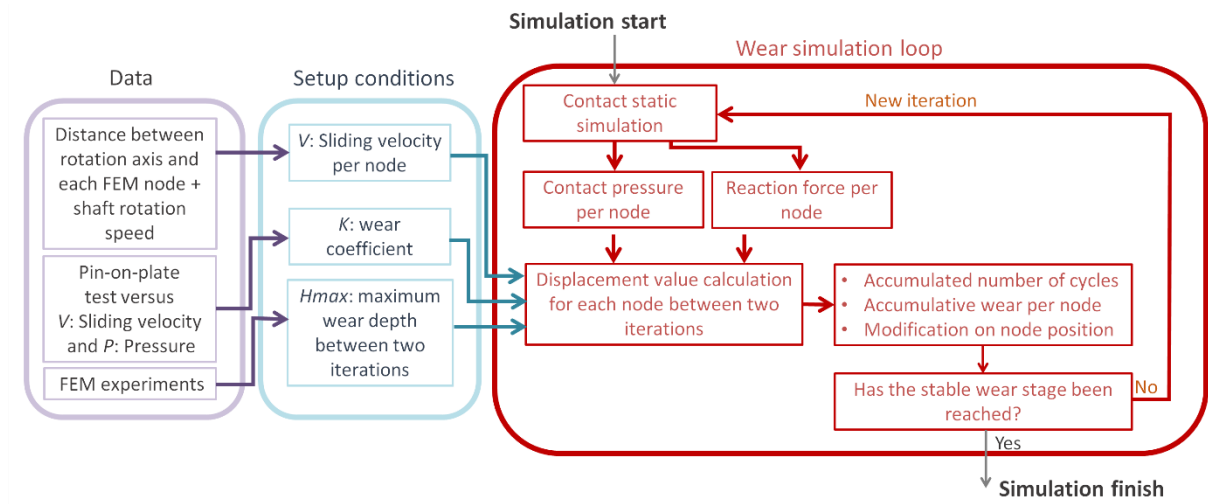 Simulation start
Data
Setup conditions
Wear simulation loop
Distance between
rotation axis and
each FEM node +
shaft rotation
speed
Pin-on-plate
test versus
V: Sliding velocity
and P: Pressure
FEM experiments
V: Sliding velocity
per node
K: wear
coefficient
Hmax: maximum
wear depth
between two
iterations
Contact static
simulation
New iteration
Contact pressure
per node
Reaction force per
node
Displacement value calculation
for each node between two
iterations
• Accumulated number of cycles
• Accumulative wear per node
• Modification on node position
Has the stable wear stage been
reached?
No
Yes
Simulation finish